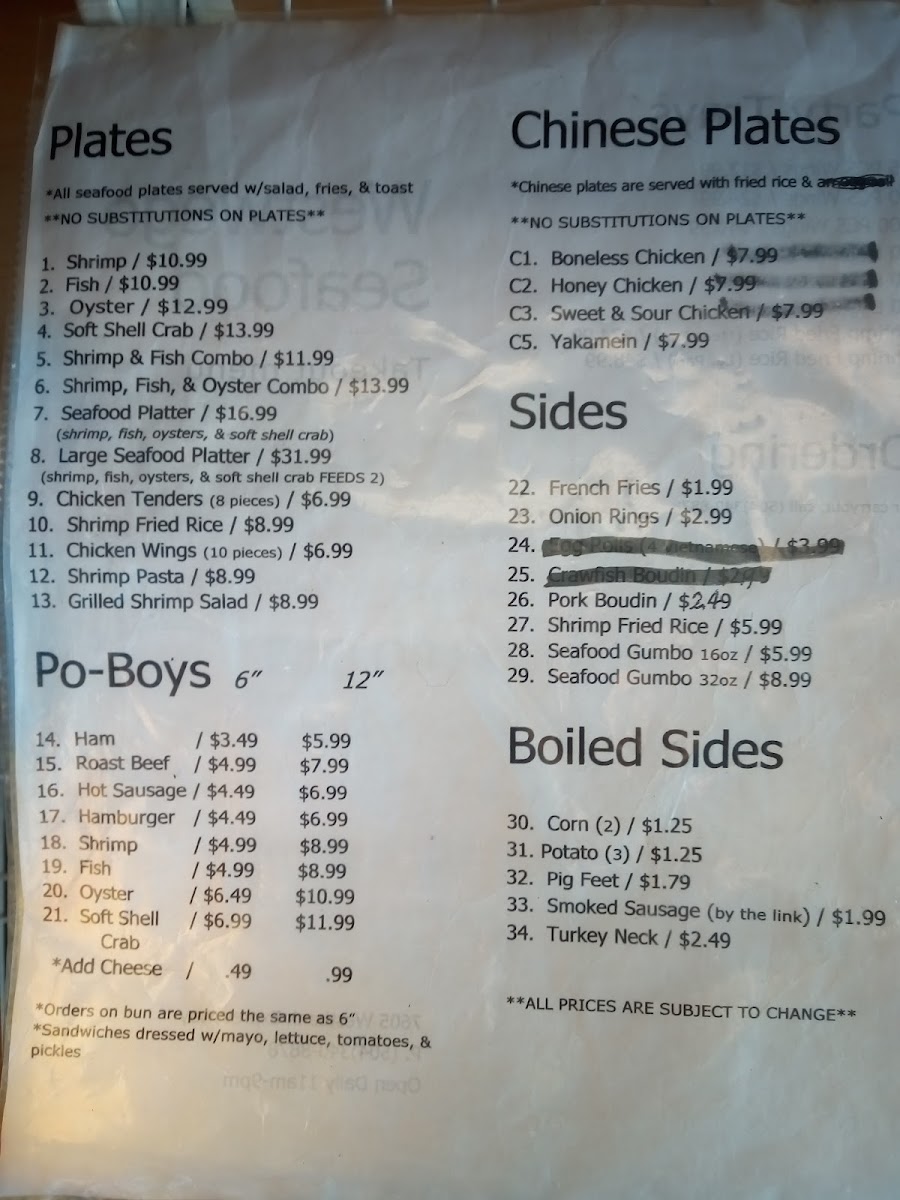 Plates
*All seafood plates served w/salad, fries, & toast
**NO SUBSTITUTIONS ON PLATES**
1. Shrimp / $10.99
2. Fish / $10.99
3. Oyster / $12.99
4. Soft Shell Crab / $13.99
5. Shrimp & Fish Combo / $11.99
6. Shrimp, Fish, & Oyster Combo / $13.99
7. Seafood Platter / $16.99
(shrimp, fish, oysters, & soft shell crab)
8. Large Seafood Platter / $31.99
(shrimp, fish, oysters, & soft shell crab FEEDS 2)
9. Chicken Tenders (8 pieces) / $6.99
10. Shrimp Fried Rice / $8.99
11. Chicken Wings (10 pieces) / $6.99
12. Shrimp Pasta / $8.99
13. Grilled Shrimp Salad / $8.99
Po-Boys 6" 12"
14. Ham / $3.49 $5.99
15. Roast Beef / $4.99 $7.99
16. Hot Sausage / $4.49 $6.99
17. Hamburger / $4.49 $6.99
18. Shrimp / $4.99 $8.99
19. Fish / $4.99 $8.99
20. Oyster / $6.49 $10.99
21. Soft Shell / $6.99 $11.99
Crab
*Add Cheese / .49 .99
*Orders on bun are priced the same as 6"
*Sandwiches dressed w/mayo, lettuce, tomatoes, &
pickles
Chinese Plates
*Chinese plates are served with fried rice &
**NO SUBSTITUTIONS ON PLATES**
C1. Boneless Chicken / $7.99
C2. Honey Chicken / $7.99
C3. Sweet & Sour Chicken / $7.99
C5. Yakamein / $7.99
Sides
22. French Fries / $1.99
23. Onion Rings / $2.99
24. Egg Rolls (4 Vietnamese) / $3.99
25. Crawfish Boudin /
26. Pork Boudin / $2.49
27. Shrimp Fried Rice / $5.99
28. Seafood Gumbo 16oz / $5.99
29. Seafood Gumbo 32oz / $8.99
Boiled Sides
30. Corn (2) / $1.25
31. Potato (3) / $1.25
32. Pig Feet / $1.79
33. Smoked Sausage (by the link) / $1.99
34. Turkey Neck / $2.49
**ALL PRICES ARE SUBJECT TO CHANGE**